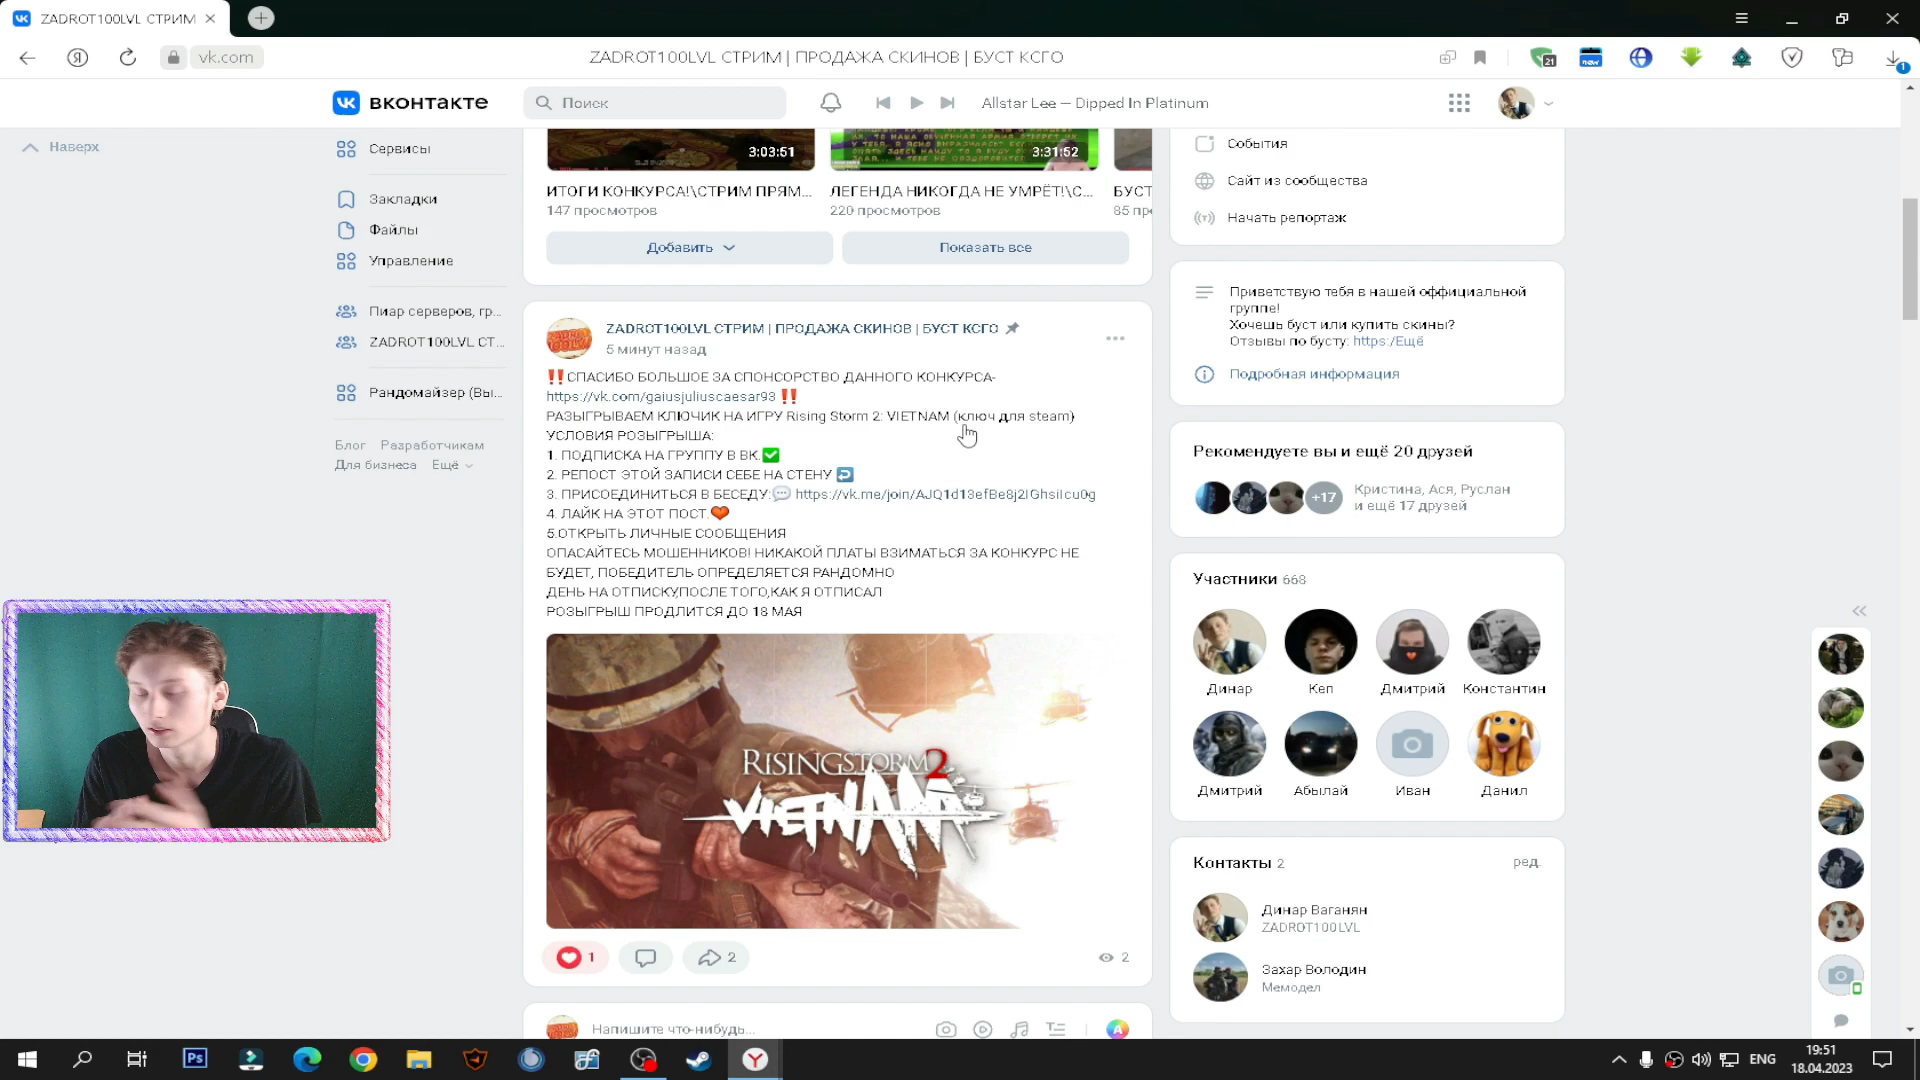 ZADROT100LVL СТРИМ
vk.com
ZADROT100LVL СТРИМ | ПРОДАЖА СКИНОВ | БУСТ КСГО
21
new
1
вконтакте
Поиск
Allstar Lee – Dipped In Platinum
Наверх
Сервисы
Закладки
Файлы
Управление
Пиар серверов, гр...
ZADROT100LVL СТ...
Рандомайзер (Вы...
Блог Разработчикам
Для бизнеса Ещё
3:03:51
3:31:52
ИТОГИ КОНКУРСА!\СТРИМ ПРЯМ...
147 просмотров
ЛЕГЕНДА НИКОГДА НЕ УМРЁТ!\С...
220 просмотров
БУСТ
85 пр
Добавить
Показать все
ZADROT100LVL СТРИМ | ПРОДАЖА СКИНОВ | БУСТ КСГО
5 минут назад
‼️СПАСИБО БОЛЬШОЕ ЗА СПОНСОРСТВО ДАННОГО КОНКУРСА-
https://vk.com/gaiusjuliuscaesar93 ‼️
РАЗЫГРЫВАЕМ КЛЮЧИК НА ИГРУ Rising Storm 2: VIETNAM (ключ для steam)
УСЛОВИЯ РОЗЫГРЫША:
1. ПОДПИСКА НА ГРУППУ В ВК.✅
2. РЕПОСТ ЭТОЙ ЗАПИСИ СЕБЕ НА СТЕНУ ↩️
3. ПРИСОЕДИНИТЬСЯ В БЕСЕДУ:💬
4. ЛАЙК НА ЭТОТ ПОСТ.❤️
5.ОТКРЫТЬ ЛИЧНЫЕ СООБЩЕНИЯ
ОПАСАЙТЕСЬ МОШЕННИКОВ! НИКАКОЙ ПЛАТЫ ВЗИМАТЬСЯ ЗА КОНКУРС НЕ
БУДЕТ, ПОБЕДИТЕЛЬ ОПРЕДЕЛЯЕТСЯ РАНДОМНО
ДЕНЬ НА ОТПИСКУ,ПОСЛЕ ТОГО,КАК Я ОТПИСАЛ
РОЗЫГРЫШ ПРОДЛИТСЯ ДО 18 МАЯ
RISING STORM 2
VIETNAM
1
2
2
Напишите что-нибудь...
События
Сайт из сообщества
Начать репортаж
Приветствую тебя в нашей оффициальной
группе!
Хочешь буст или купить скины?
Отзывы по бусту: https:/Ещё
Подробная информация
Рекомендуете вы и ещё 20 друзей
+17
Кристина, Ася, Руслан
и ещё 17 друзей
Участники 668
Динар
Кеп
Дмитрий
Константин
Дмитрий
Абылай
Иван
Данил
Контакты 2
ред.
Динар Ваганян
ZADROT100LVL
Захар Володин
Мемодел
Ps
ENG
19:51
18.04.2023